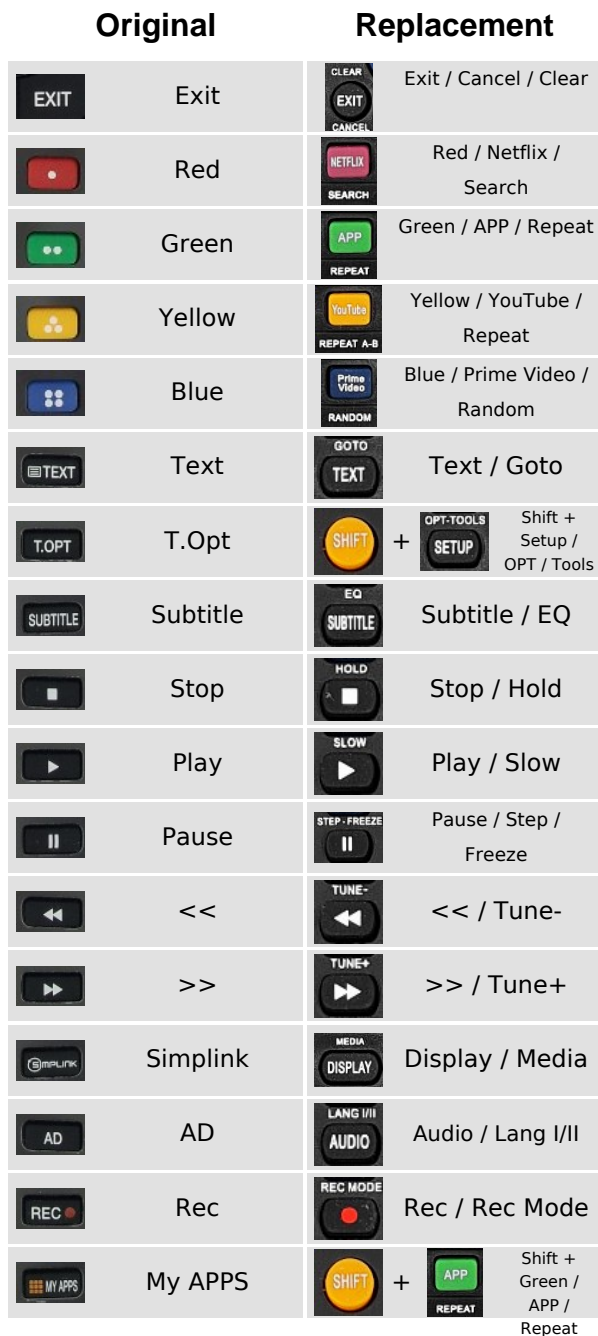 Original Replacement
EXIT Exit CLEAR EXIT CANCEL Exit / Cancel / Clear
Red NETFLIX SEARCH Red / Netflix /
Search
Green APP REPEAT Green / APP / Repeat
Yellow YouTube REPEAT A-B Yellow / YouTube /
Repeat
Blue Prime Video RANDOM Blue / Prime Video /
Random
TEXT Text GOTO TEXT Text / Goto
T.OPT T.Opt SHIFT + OPT-TOOLS SETUP Shift +
Setup /
OPT / Tools
SUBTITLE Subtitle EQ SUBTITLE Subtitle / EQ
Stop HOLD Stop / Hold
Play SLOW Play / Slow
Pause STEP-FREEZE Pause / Step /
Freeze
<< TUNE- << / Tune-
>> TUNE+ >> / Tune+
SIMPLINK Simplink MEDIA DISPLAY Display / Media
AD AD LANG I/II AUDIO Audio / Lang I/II
REC Rec REC MODE Rec / Rec Mode
MY APPS My APPS SHIFT + APP REPEAT Shift +
Green /
APP /
Repeat